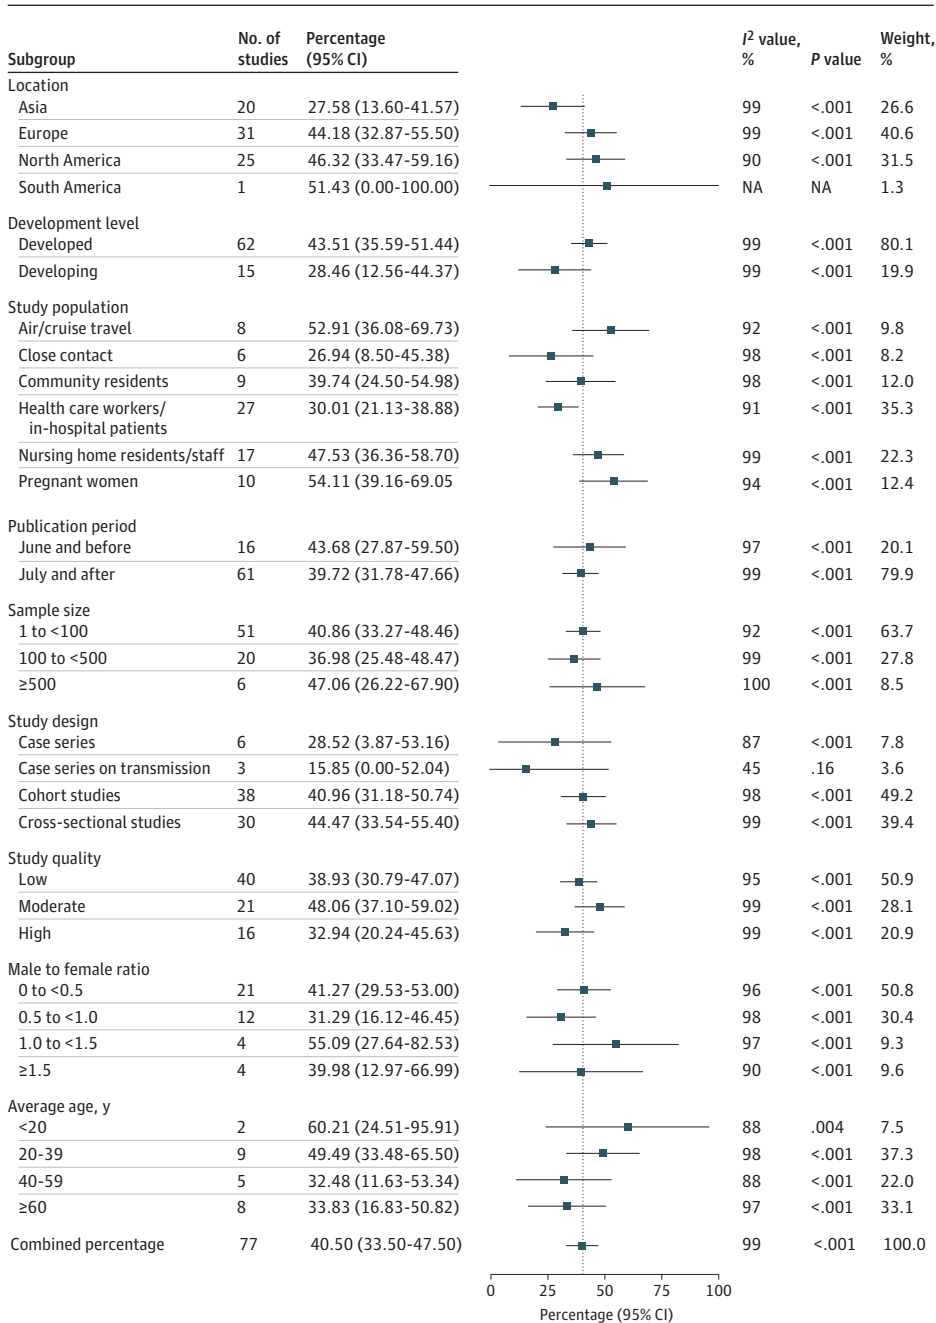 Subgroup No. of studies Percentage (95% CI) I² value, % P value Weight, %
Location
Asia 20 27.58 (13.60-41.57) 99 <.001 26.6
Europe 31 44.18 (32.87-55.50) 99 <.001 40.6
North America 25 46.32 (33.47-59.16) 90 <.001 31.5
South America 1 51.43 (0.00-100.00) NA NA 1.3
Development level
Developed 62 43.51 (35.59-51.44) 99 <.001 80.1
Developing 15 28.46 (12.56-44.37) 99 <.001 19.9
Study population
Air/cruise travel 8 52.91 (36.08-69.73) 92 <.001 9.8
Close contact 6 26.94 (8.50-45.38) 98 <.001 8.2
Community residents 9 39.74 (24.50-54.98) 98 <.001 12.0
Health care workers/ 27 30.01 (21.13-38.88) 91 <.001 35.3
in-hospital patients
Nursing home residents/staff 17 47.53 (36.36-58.70) 99 <.001 22.3
Pregnant women 10 54.11 (39.16-69.05 94 <.001 12.4
Publication period
June and before 16 43.68 (27.87-59.50) 97 <.001 20.1
July and after 61 39.72 (31.78-47.66) 99 <.001 79.9
Sample size
1 to <100 51 40.86 (33.27-48.46) 92 <.001 63.7
100 to <500 20 36.98 (25.48-48.47) 99 <.001 27.8
≥500 6 47.06 (26.22-67.90) 100 <.001 8.5
Study design
Case series 6 28.52 (3.87-53.16) 87 <.001 7.8
Case series on transmission 3 15.85 (0.00-52.04) 45 .16 3.6
Cohort studies 38 40.96 (31.18-50.74) 98 <.001 49.2
Cross-sectional studies 30 44.47 (33.54-55.40) 99 <.001 39.4
Study quality
Low 40 38.93 (30.79-47.07) 95 <.001 50.9
Moderate 21 48.06 (37.10-59.02) 99 <.001 28.1
High 16 32.94 (20.24-45.63) 99 <.001 20.9
Male to female ratio
0 to <0.5 21 41.27 (29.53-53.00) 96 <.001 50.8
0.5 to <1.0 12 31.29 (16.12-46.45) 98 <.001 30.4
1.0 to <1.5 4 55.09 (27.64-82.53) 97 <.001 9.3
≥1.5 4 39.98 (12.97-66.99) 90 <.001 9.6
Average age, y
<20 2 60.21 (24.51-95.91) 88 .004 7.5
20-39 9 49.49 (33.48-65.50) 98 <.001 37.3
40-59 5 32.48 (11.63-53.34) 88 <.001 22.0
≥60 8 33.83 (16.83-50.82) 97 <.001 33.1
Combined percentage 77 40.50 (33.50-47.50) 99 <.001 100.0
0 25 50 75 100
Percentage (95% CI)